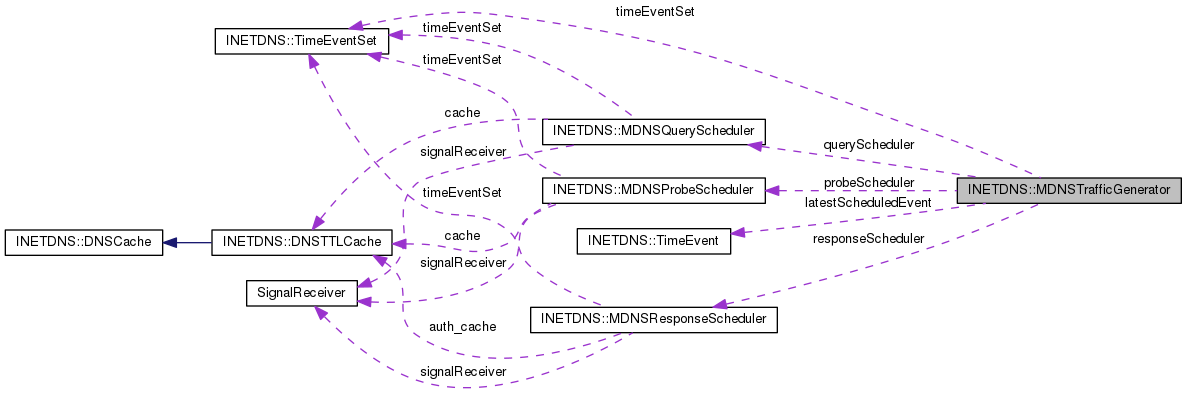 timeEventSet
INETDNS::TimeEventSet
timeEventSet
timeEventSet
cache
INETDNS::MDNSQueryScheduler
queryScheduler
signalReceiver
INETDNS::MDNSProbeScheduler
probeScheduler
INETDNS::MDNSTrafficGenerator
timeEventSet
latestScheduledEvent
INETDNS::DNSCache
INETDNS::DNSTTLCache
cache
INETDNS::TimeEvent
responseScheduler
signalReceiver
SignalReceiver
INETDNS::MDNSResponseScheduler
auth_cache
signalReceiver